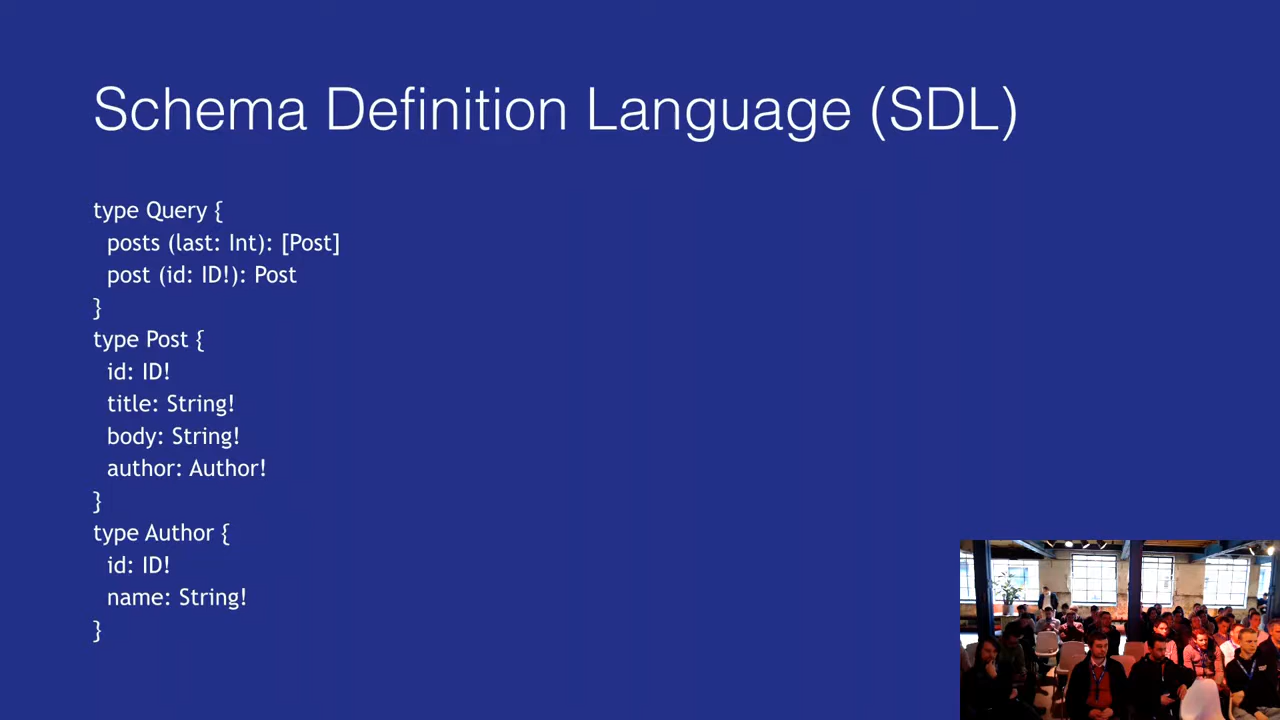 Schema Definition Language (SDL)
type Query {
  posts (last: Int): [Post]
  post (id: ID!): Post
}
type Post {
  id: ID!
  title: String!
  body: String!
  author: Author!
}
type Author {
  id: ID!
  name: String!
}